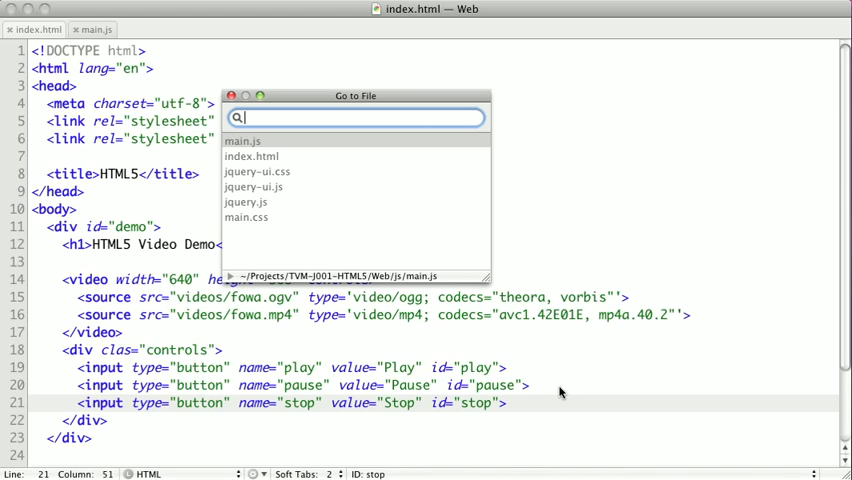 index.html — Web
index.html
main.js
1 <!DOCTYPE html>
2 <html lang="en">
3 <head>
4 <meta charset="utf-8">
5 <link rel="stylesheet"
6 <link rel="stylesheet"
7
8 <title>HTML5</title>
9 </head>
10 <body>
11 <div id="demo">
12 <h1>HTML5 Video Demo<
13
14 <video width="640"
15 <source src="videos/fowa.ogv" type='video/ogg; codecs="theora, vorbis"'>
16 <source src="videos/fowa.mp4" type='video/mp4; codecs="avc1.42E01E, mp4a.40.2"'>
17 </video>
18 <div clas="controls">
19 <input type="button" name="play" value="Play" id="play">
20 <input type="button" name="pause" value="Pause" id="pause">
21 <input type="button" name="stop" value="Stop" id="stop">
22 </div>
23 </div>
24
Go to File
main.js
index.html
jquery-ui.css
jquery-ui.js
jquery.js
main.css
~/Projects/TVM-J001-HTML5/Web/js/main.js
Line: 21 Column: 51 HTML Soft Tabs: 2 ID: stop